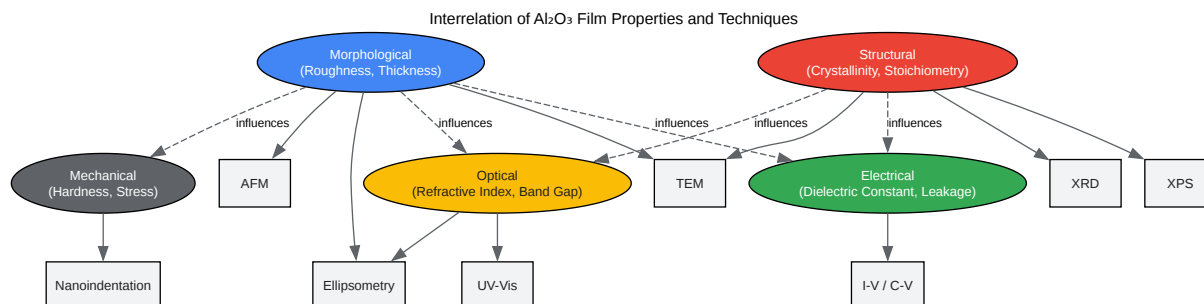 Interrelation of Al₂O₃ Film Properties and Techniques
Morphological
(Roughness, Thickness)
Structural
(Crystallinity, Stoichiometry)
influences
influences
influences
influences
Mechanical
(Hardness, Stress)
AFM
Optical
(Refractive Index, Band Gap)
TEM
Electrical
(Dielectric Constant, Leakage)
XRD
XPS
Nanoindentation
Ellipsometry
UV-Vis
I-V / C-V